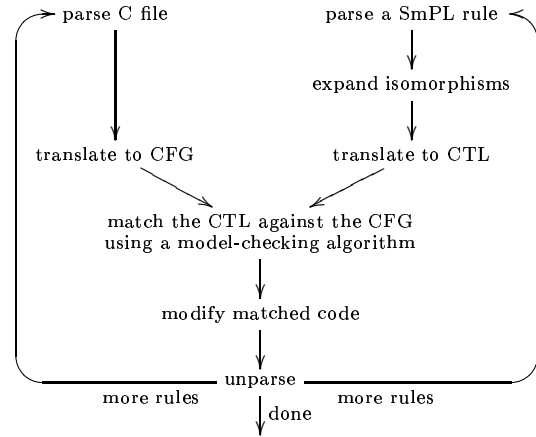 parse C file
parse a SmPL rule
expand isomorphisms
translate to CFG
translate to CTL
match the CTL against the CFG
using a model-checking algorithm
modify matched code
unparse
more rules
more rules
done